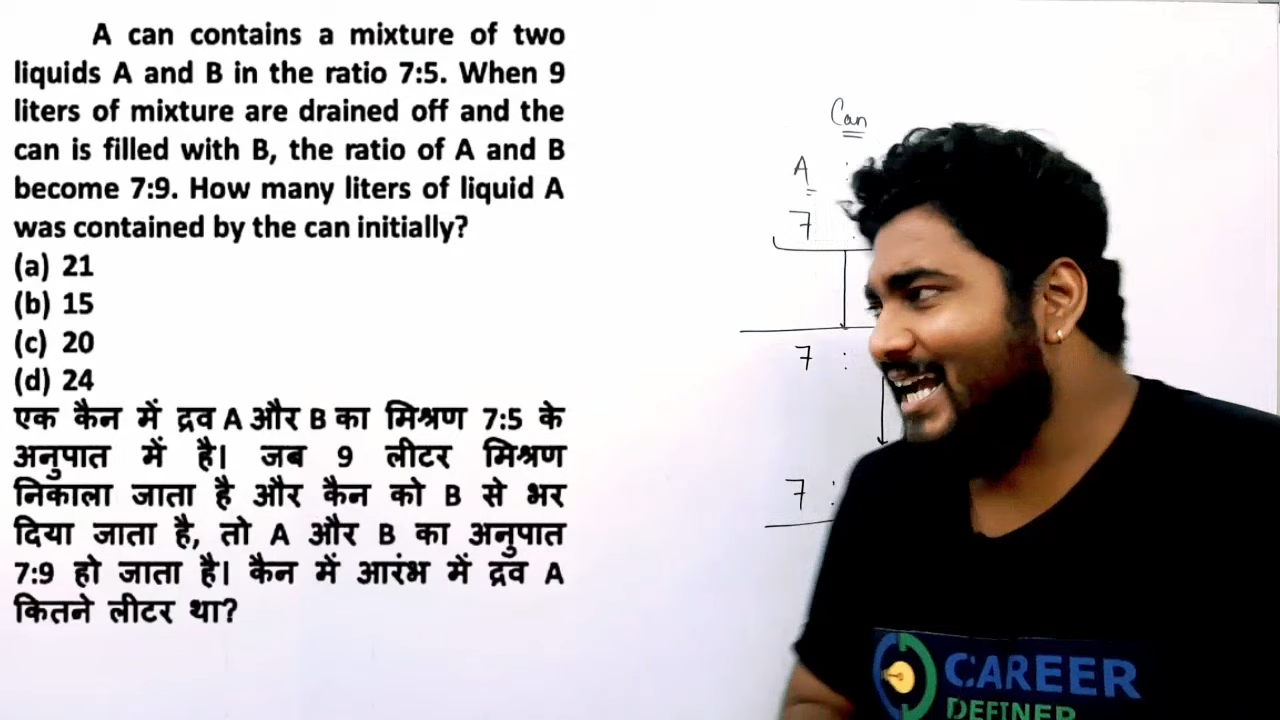 A can contains a mixture of two
liquids A and B in the ratio 7:5. When 9
liters of mixture are drained off and the
can is filled with B, the ratio of A and B
become 7:9. How many liters of liquid A
was contained by the can initially?
(a) 21
(b) 15
(c) 20
(d) 24
एक कैन में द्रव A और B का मिश्रण 7:5 के
अनुपात में है। जब 9 लीटर मिश्रण
निकाला जाता है और कैन को B से भर
दिया जाता है, तो A और B का अनुपात
7:9 हो जाता है। कैन में आरंभ में द्रव A
कितने लीटर था?
Can
A :
7 :
7 :
7 :
CAREER
DEFINER